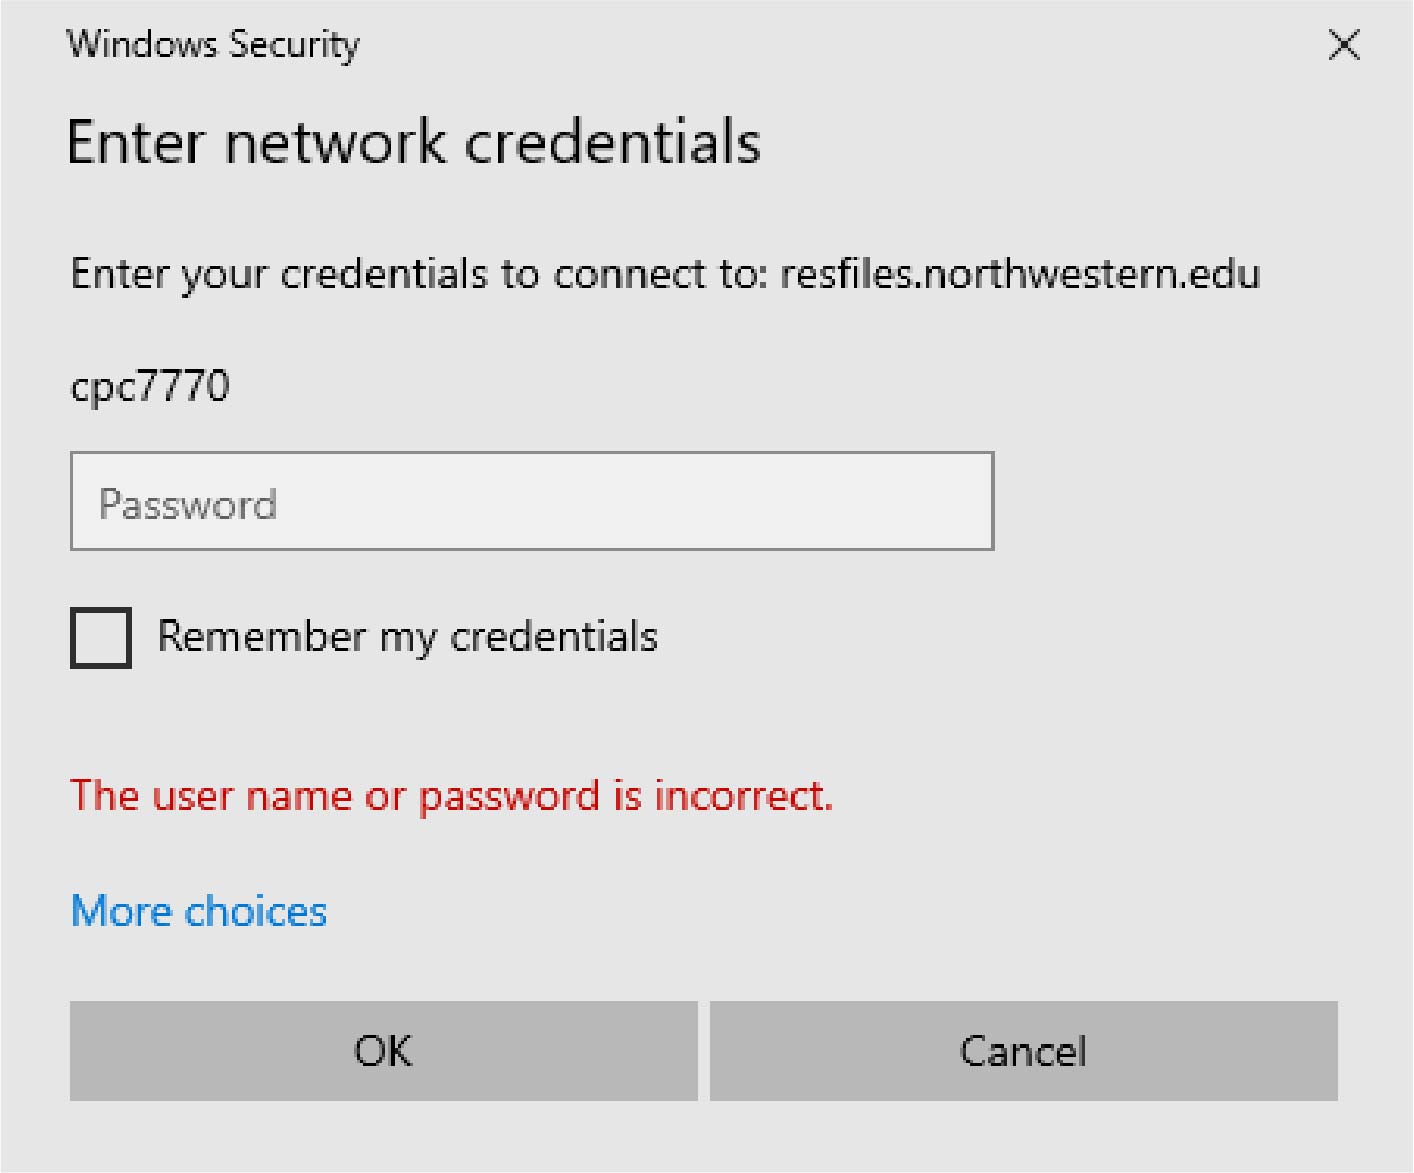 Windows Security
Enter network credentials
Enter your credentials to connect to: resfiles.northwestern.edu
cpc7770
Password
Remember my credentials
The user name or password is incorrect.
More choices
OK
Cancel